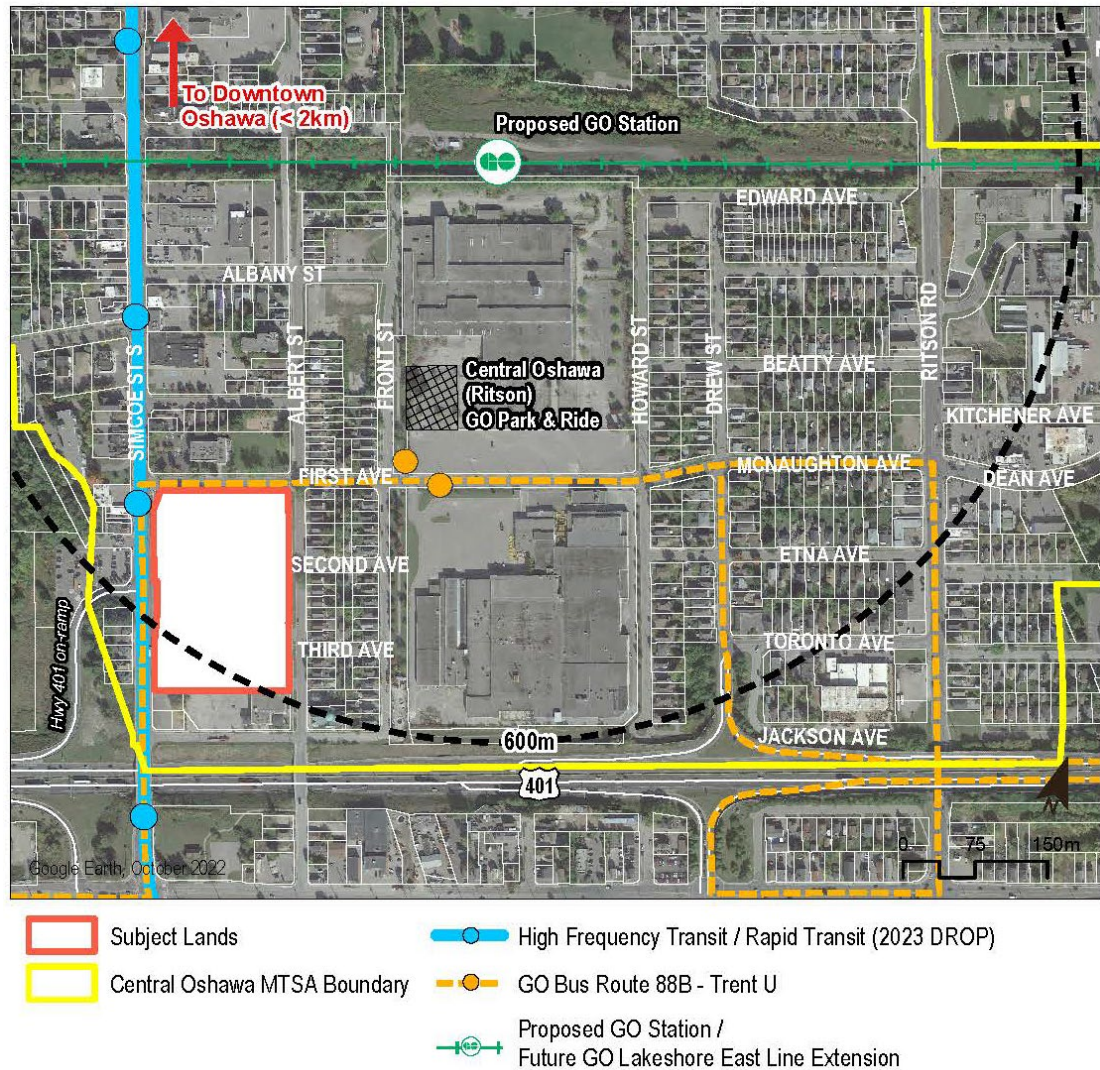 To Downtown
Oshawa (< 2km)
Proposed GO Station
GO
EDWARD AVE
ALBANY ST
SIMCOE ST S
ALBERT ST
FRONT ST
HOWARD ST
DREW ST
RITSON RD
BEATTY AVE
Central Oshawa
(Ritson)
GO Park & Ride
KITCHENER AVE
FIRST AVE
MCNAUGHTON AVE
DEAN AVE
SECOND AVE
ETNA AVE
THIRD AVE
TORONTO AVE
Hwy 401 on-ramp
600m
JACKSON AVE
401
N
0 75 150m
Google Earth, October 2022
Subject Lands
High Frequency Transit / Rapid Transit (2023 DROP)
Central Oshawa MTSA Boundary
GO Bus Route 88B - Trent U
GO
Proposed GO Station /
Future GO Lakeshore East Line Extension